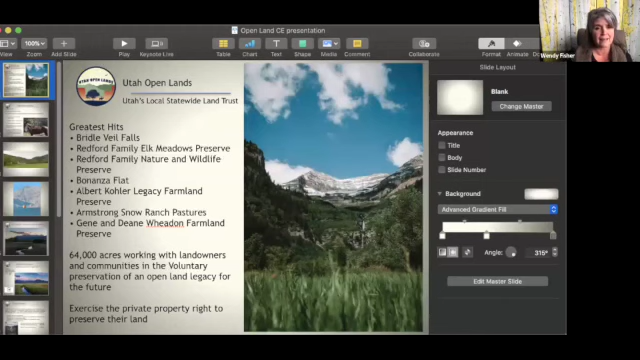 Open Land CE presentation
100%
View Zoom Add Slide Play Keynote Live Table Chart Text Shape Media Comment Collaborate Format Animate
Wendy Fisher
Slide Layout
UTAH OPEN LANDS
Utah Open Lands
Utah's Local Statewide Land Trust
Greatest Hits
• Bridle Veil Falls
• Redford Family Elk Meadows Preserve
• Redford Family Nature and Wildlife
Preserve
• Bonanza Flat
• Albert Kohler Legacy Farmland
Preserve
• Armstrong Snow Ranch Pastures
• Gene and Deane Wheadon Farmland
Preserve
64,000 acres working with landowners
and communities in the Voluntary
preservation of an open land legacy for
the future
Exercise the private property right to
preserve their land
Blank
Change Master
Appearance
Title
Body
Slide Number
Background
Advanced Gradient Fill
Angle: 315°
Edit Master Slide